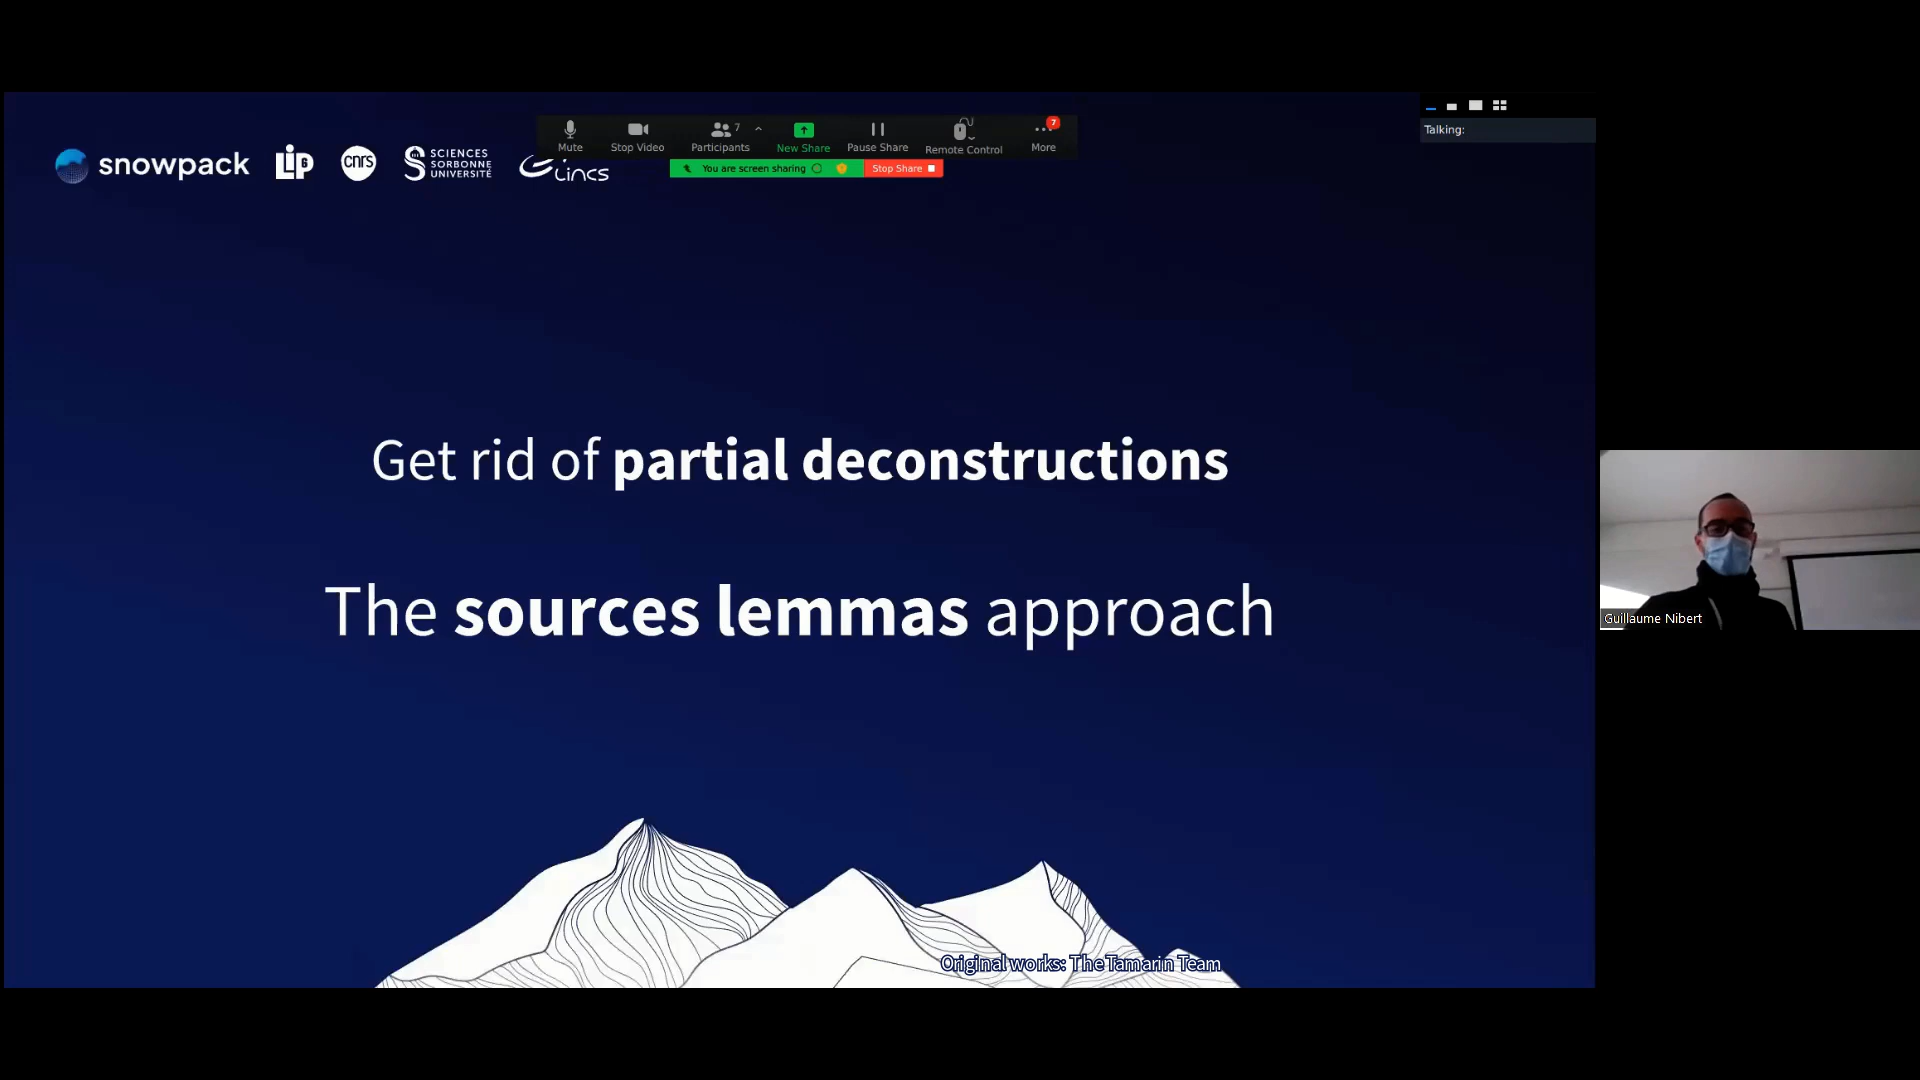 Mute
Stop Video
Participants
7
New Share
Pause Share
Remote Control
More
7
You are screen sharing
Stop Share
Talking:
snowpack
LIP6
cnrs
SCIENCES
SORBONNE
UNIVERSITÉ
Lincs
Get rid of partial deconstructions
The sources lemmas approach
Original works: The Tamarin Team
Guillaume Nibert